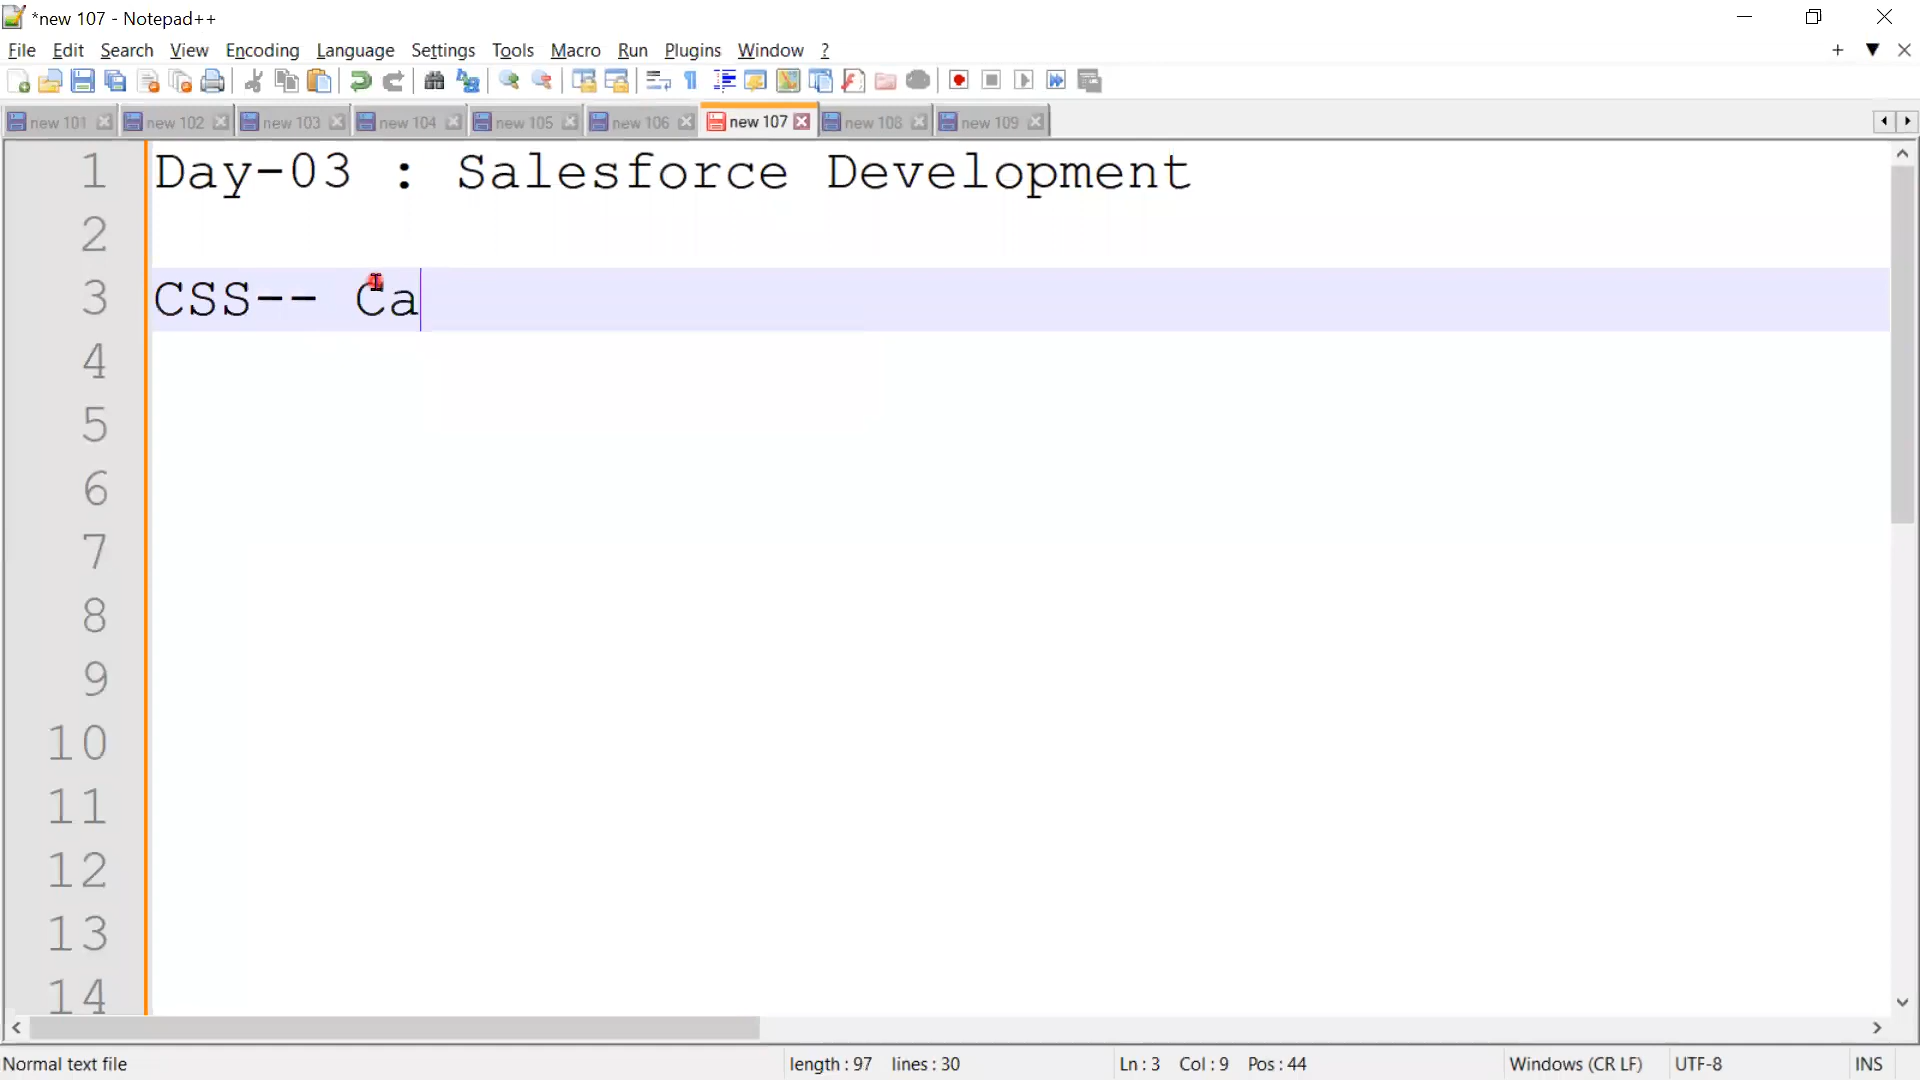 *new 107 - Notepad++
File Edit Search View Encoding Language Settings Tools Macro Run Plugins Window ?
new 101 new 102 new 103 new 104 new 105 new 106 new 107 new 108 new 109
1 Day-03 : Salesforce Development
2
3 CSS-- Ca
4
5
6
7
8
9
10
11
12
13
14
Normal text file length : 97 lines : 30 Ln : 3 Col : 9 Pos : 44 Windows (CR LF) UTF-8 INS